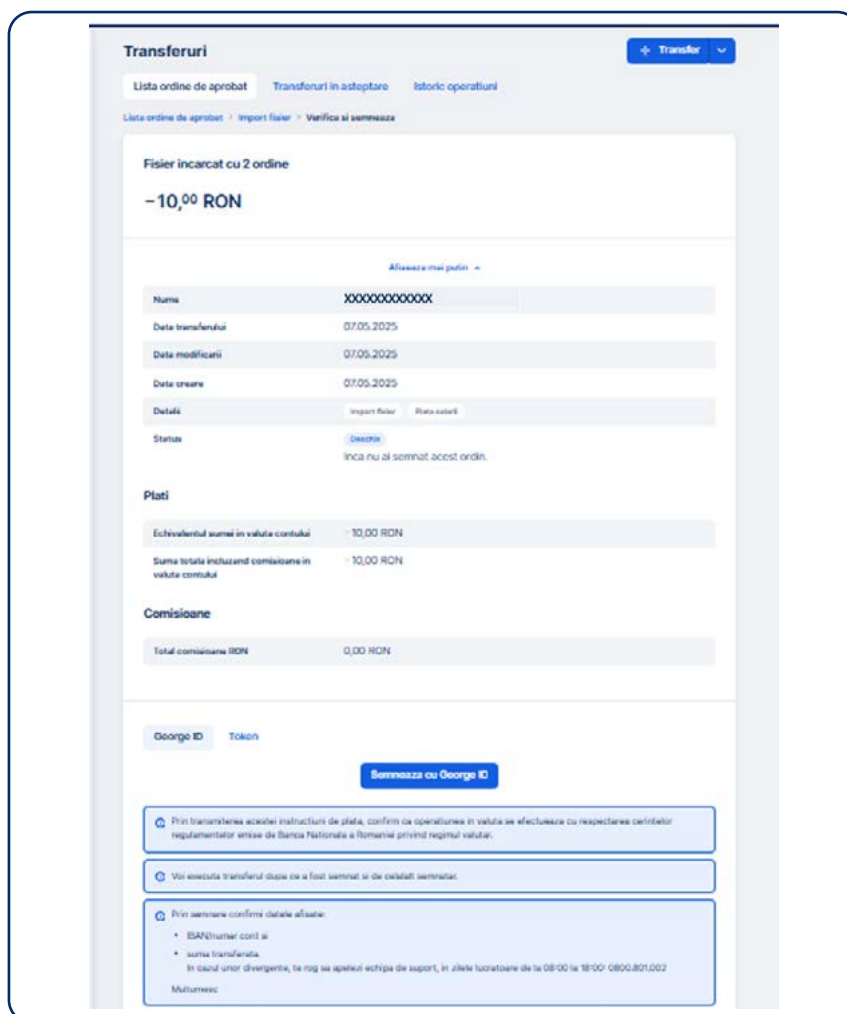 Transferuri
Transfer
Lista ordine de aprobat Transferuri in asteptare Istoric operatiuni
Lista ordine de aprobat > Import fisier > Verifica si semneaza
Fisier incarcat cu 2 ordine
-10,00 RON
Afiseaza mai putin
Nume XXXXXXXXXXXX
Data transferului 07.05.2025
Data modificarii 07.05.2025
Data creare 07.05.2025
Detalii Import fisier Plata salarii
Status Deschis
Inca nu ai semnat acest ordin.
Plati
Echivalentul sumei in valuta contului -10,00 RON
Suma totala incluzand comisioane in -10,00 RON
valuta contului
Comisioane
Total comisioane RON 0,00 RON
George ID Token
Semneaza cu George ID
Prin transmiterea acestei instructiuni de plata, confirm ca operatiunea in valuta se efectueaza cu respectarea cerintelor
regulamentelor emise de Banca Nationala a Romaniei privind regimul valutar.
Voi executa transferul dupa ce a fost semnat si de celalalt semnatar.
Prin semnare confirmi datele afisate:
• IBAN/numar cont si
• suma transferata.
In cazul unor divergente, te rog sa apelezi echipa de suport, in zilele lucratoare de la 08:00 la 18:00: 0800.801.002
Multumesc